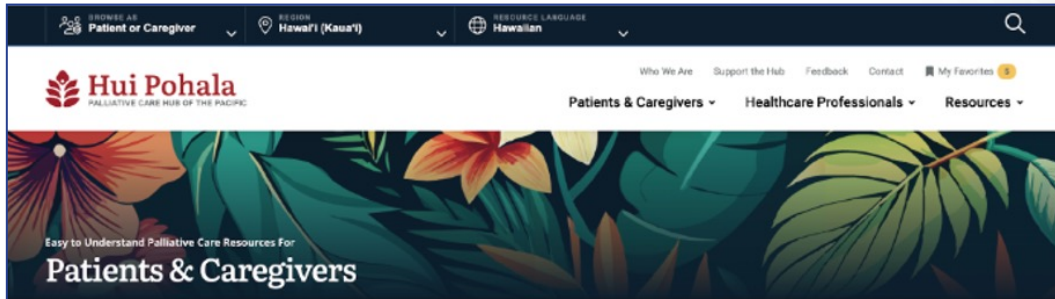 BROWSE AS
Patient or Caregiver
REGION
Hawai'i (Kaua'i)
RESOURCE LANGUAGE
Hawaiian
Hui Pohala
PALLIATIVE CARE HUB OF THE PACIFIC
Who We Are Support the Hub Feedback Contact My Favorites 5
Patients & Caregivers Healthcare Professionals Resources
Easy to Understand Palliative Care Resources For
Patients & Caregivers